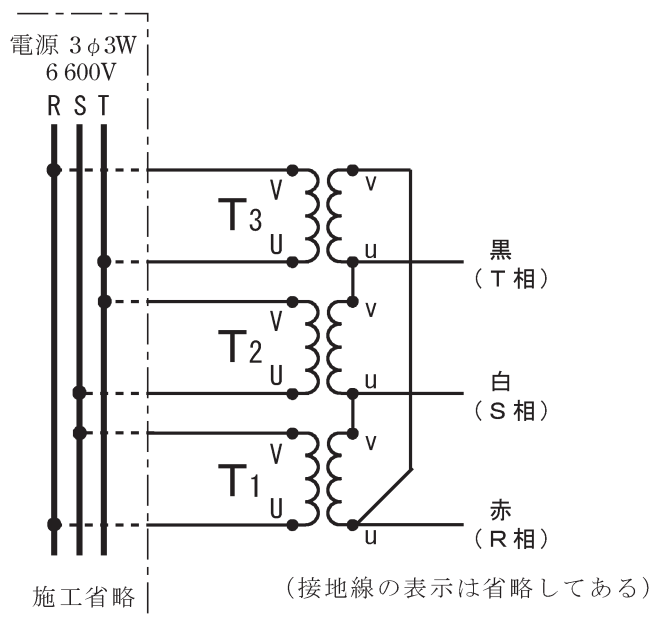 電源 3φ3W
6 600V
R S T
V
v
T3
U
u
黒
(T相)
V
v
T2
U
u
白
(S相)
V
v
T1
U
u
赤
(R相)
施工省略
(接地線の表示は省略してある)